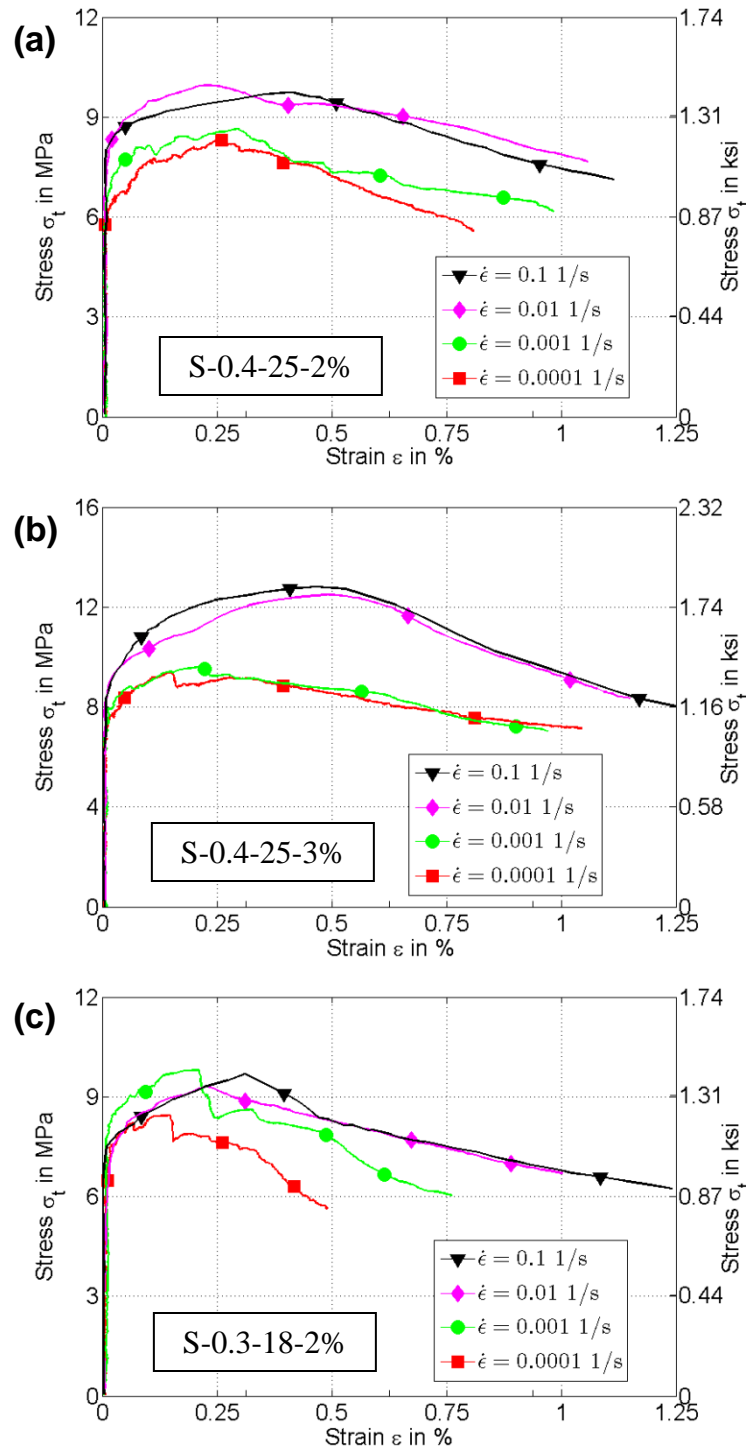 (a)
12
9
6
3
0
Stress σt in MPa
1.74
1.31
0.87
0.44
0
Stress σt in ksi
ε̇ = 0.1 1/s
ε̇ = 0.01 1/s
ε̇ = 0.001 1/s
ε̇ = 0.0001 1/s
S-0.4-25-2%
0 0.25 0.5 0.75 1 1.25
Strain ε in %
(b)
16
12
8
4
0
Stress σt in MPa
2.32
1.74
1.16
0.58
0
Stress σt in ksi
ε̇ = 0.1 1/s
ε̇ = 0.01 1/s
ε̇ = 0.001 1/s
ε̇ = 0.0001 1/s
S-0.4-25-3%
0 0.25 0.5 0.75 1 1.25
Strain ε in %
(c)
12
9
6
3
0
Stress σt in MPa
1.74
1.31
0.87
0.44
0
Stress σt in ksi
ε̇ = 0.1 1/s
ε̇ = 0.01 1/s
ε̇ = 0.001 1/s
ε̇ = 0.0001 1/s
S-0.3-18-2%
0 0.25 0.5 0.75 1 1.25
Strain ε in %